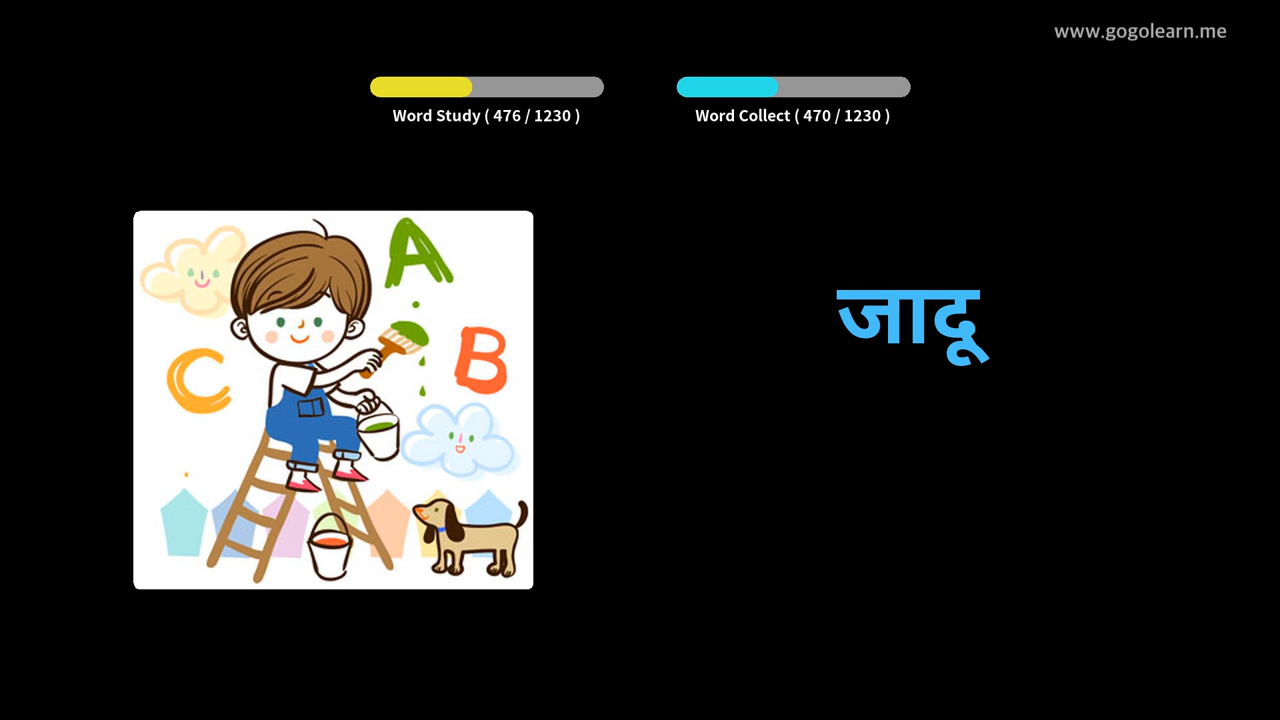 www.gogolearn.me
Word Study ( 476 / 1230 )
Word Collect ( 470 / 1230 )
A
B
C
जादू